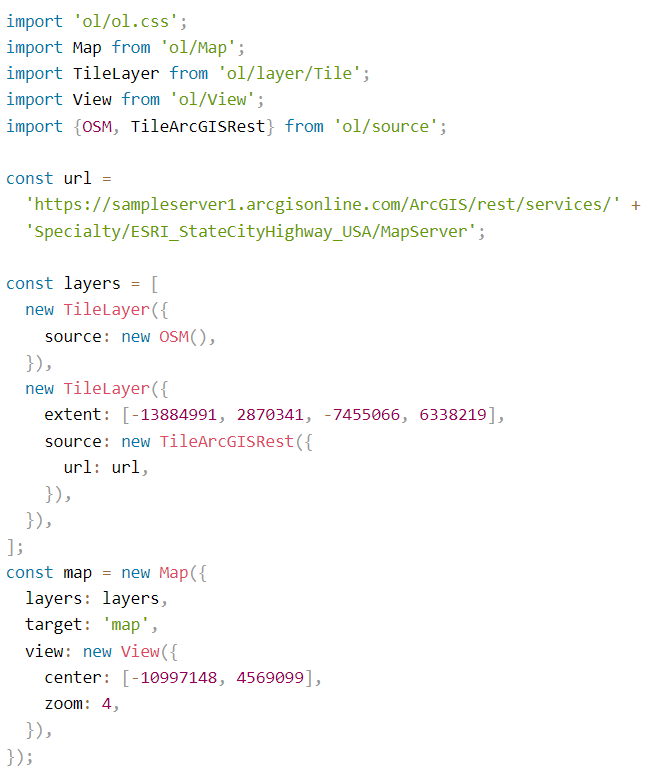 import 'ol/ol.css';
import Map from 'ol/Map';
import TileLayer from 'ol/layer/Tile';
import View from 'ol/View';
import {OSM, TileArcGISRest} from 'ol/source';

const url =
  'https://sampleserver1.arcgisonline.com/ArcGIS/rest/services/' +
  'Specialty/ESRI_StateCityHighway_USA/MapServer';

const layers = [
  new TileLayer({
    source: new OSM(),
  }),
  new TileLayer({
    extent: [-13884991, 2870341, -7455066, 6338219],
    source: new TileArcGISRest({
      url: url,
    }),
  }),
];
const map = new Map({
  layers: layers,
  target: 'map',
  view: new View({
    center: [-10997148, 4569099],
    zoom: 4,
  }),
});